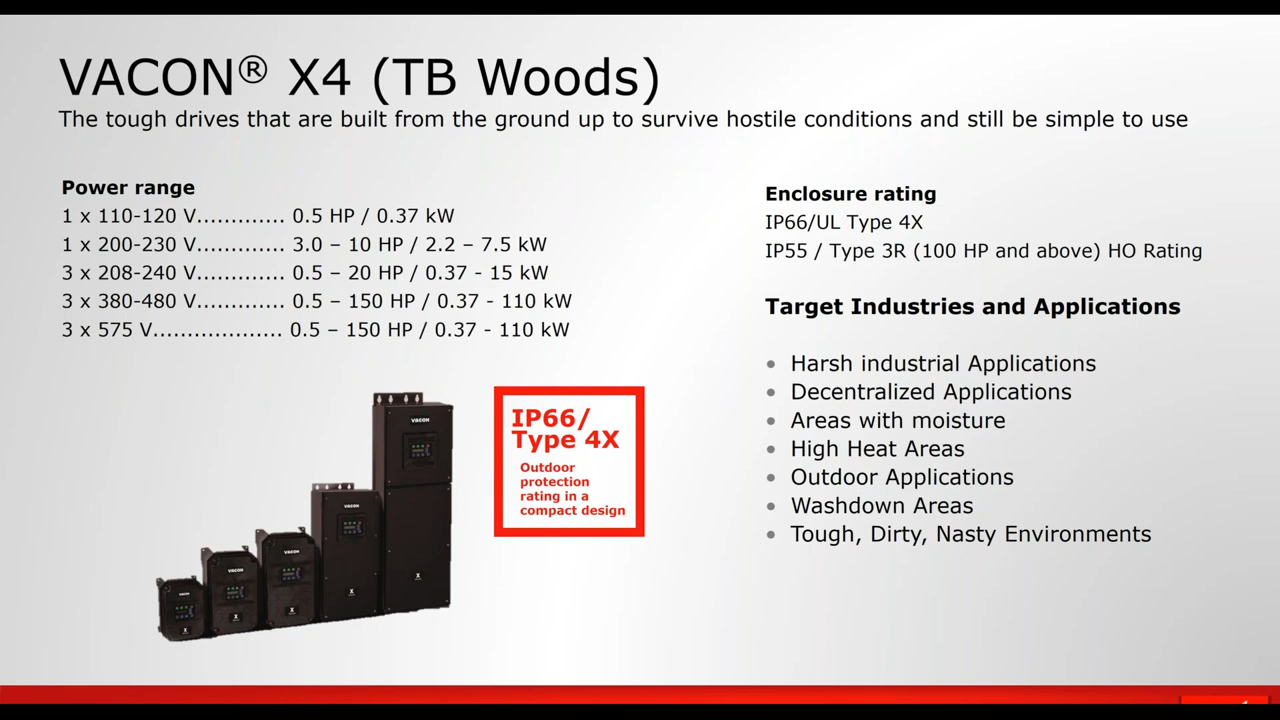 VACON® X4 (TB Woods)
The tough drives that are built from the ground up to survive hostile conditions and still be simple to use
Power range
1 x 110-120 V............. 0.5 HP / 0.37 kW
1 x 200-230 V............. 3.0 – 10 HP / 2.2 – 7.5 kW
3 x 208-240 V............. 0.5 – 20 HP / 0.37 - 15 kW
3 x 380-480 V............. 0.5 – 150 HP / 0.37 - 110 kW
3 x 575 V................... 0.5 – 150 HP / 0.37 - 110 kW
Enclosure rating
IP66/UL Type 4X
IP55 / Type 3R (100 HP and above) HO Rating
Target Industries and Applications
• Harsh industrial Applications
• Decentralized Applications
• Areas with moisture
• High Heat Areas
• Outdoor Applications
• Washdown Areas
• Tough, Dirty, Nasty Environments
IP66/
Type 4X
Outdoor
protection
rating in a
compact design
VACON
VACON
VACON
VACON
VACON
X
X
X
X
X